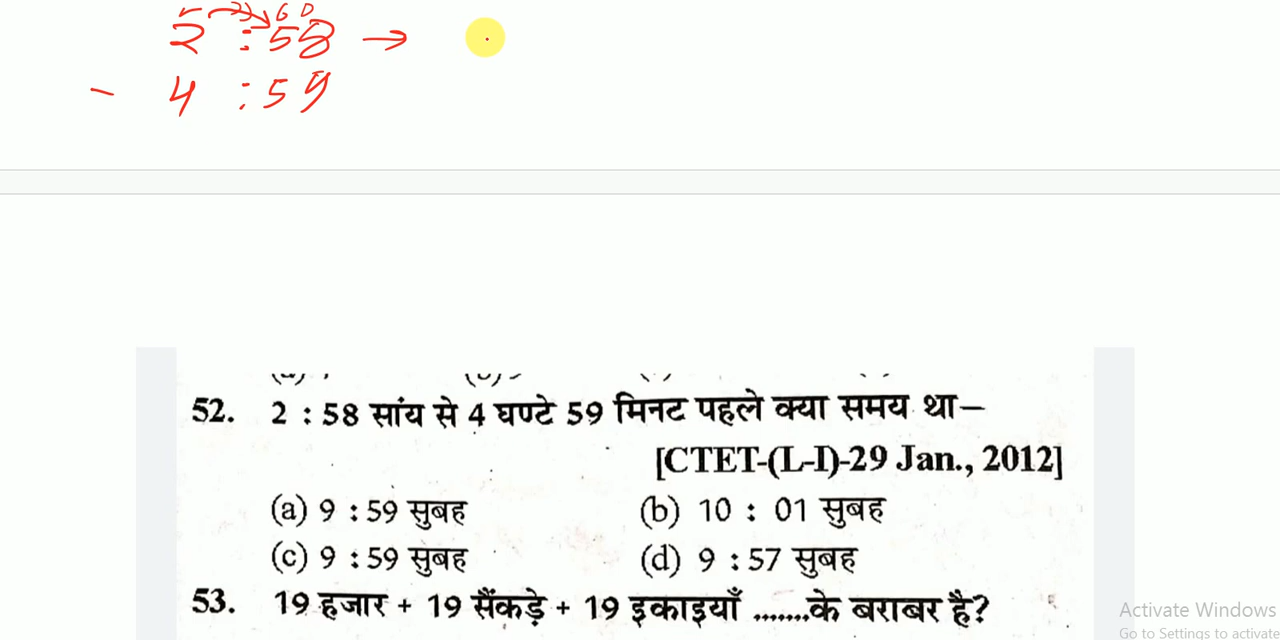 2 : 58 →
- 4 : 59
52. 2 : 58 सांय से 4 घण्टे 59 मिनट पहले क्या समय था–
[CTET-(L-I)-29 Jan., 2012]
(a) 9 : 59 सुबह (b) 10 : 01 सुबह
(c) 9 : 59 सुबह (d) 9 : 57 सुबह
53. 19 हजार + 19 सैंकड़े + 19 इकाइयाँ .......के बराबर है?
Activate Windows
Go to Settings to activate